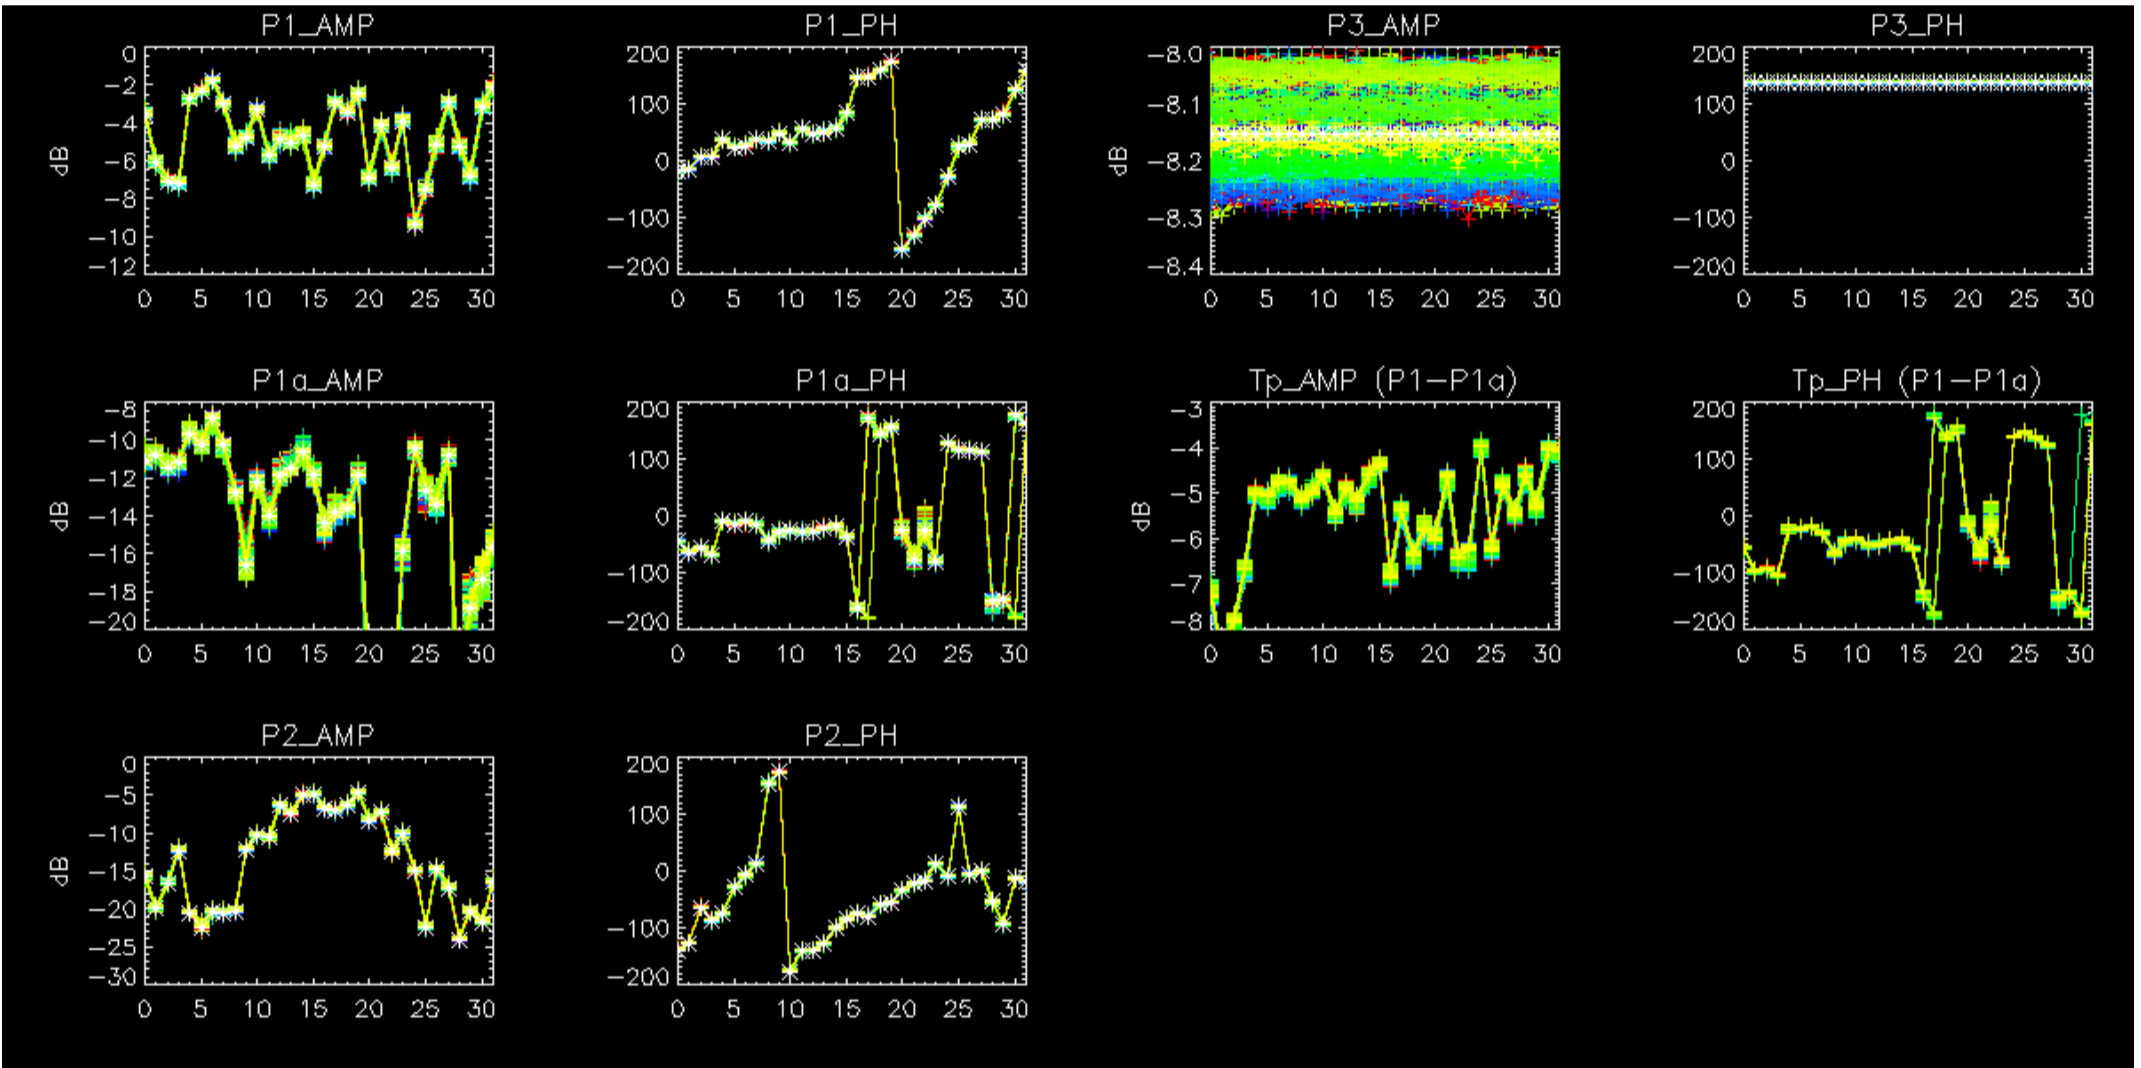 P1_AMP P1_PH P3_AMP P3_PH
0 200 −8.0 200
−2
−4 100 −8.1 100
dB −6 0 dB −8.2 0
−8
−10 −100 −8.3 −100
−12 −200 −8.4 −200
0 5 10 15 20 25 30 0 5 10 15 20 25 30 0 5 10 15 20 25 30 0 5 10 15 20 25 30
P1a_AMP P1a_PH Tp_AMP (P1−P1a) Tp_PH (P1−P1a)
−8 200 −3 200
−10 100 −4 100
−12
dB −14 0 dB −5 0
−16 −100 −6 −100
−18 −7
−20 −200 −8 −200
0 5 10 15 20 25 30 0 5 10 15 20 25 30 0 5 10 15 20 25 30 0 5 10 15 20 25 30
P2_AMP P2_PH
0 200
−5 100
−10
dB −15 0
−20 −100
−25
−30 −200
0 5 10 15 20 25 30 0 5 10 15 20 25 30